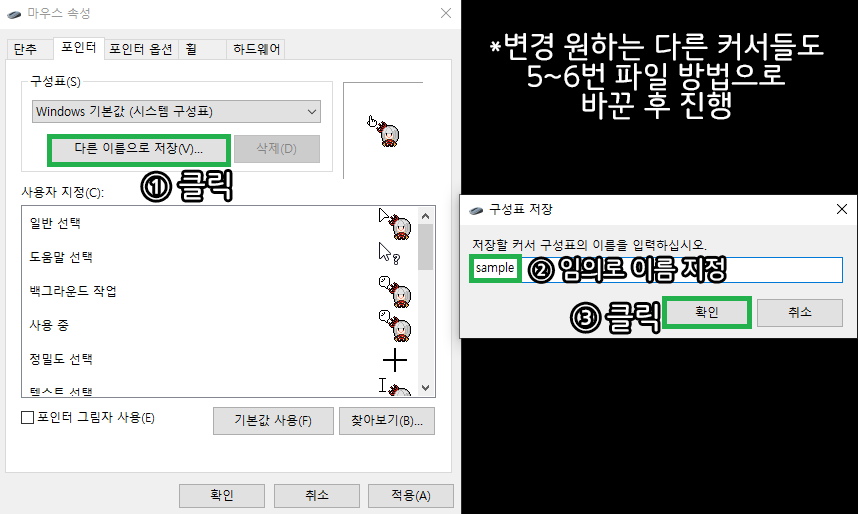 마우스 속성
단추
포인터
포인터 옵션
휠
하드웨어
구성표(S)
Windows 기본값 (시스템 구성표)
다른 이름으로 저장(V)...
삭제(D)
① 클릭
사용자 지정(C):
일반 선택
도움말 선택
백그라운드 작업
사용 중
정밀도 선택
텍스트 선택
포인터 그림자 사용(E)
기본값 사용(F)
찾아보기(B)...
확인
취소
적용(A)
*변경 원하는 다른 커서들도
5~6번 파일 방법으로
바꾼 후 진행
구성표 저장
저장할 커서 구성표의 이름을 입력하십시오.
sample
② 임의로 이름 지정
③ 클릭
확인
취소